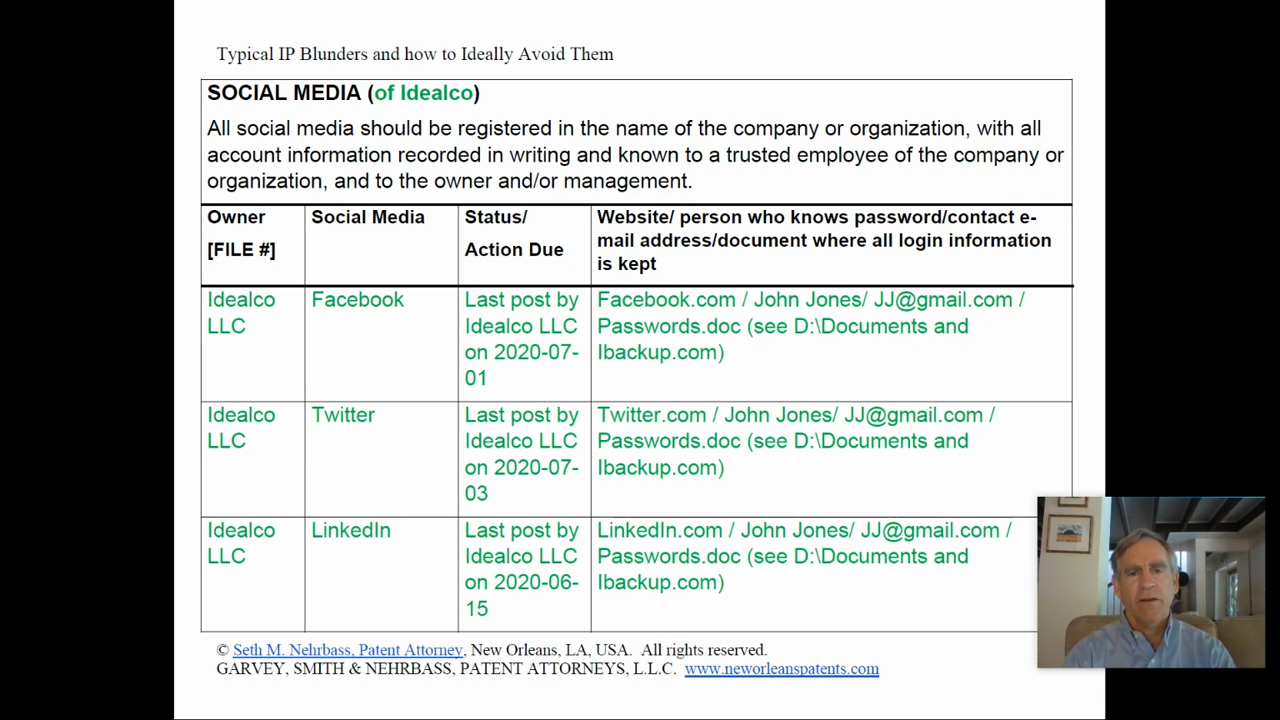 Typical IP Blunders and how to Ideally Avoid Them
SOCIAL MEDIA (of Idealco)
All social media should be registered in the name of the company or organization, with all
account information recorded in writing and known to a trusted employee of the company or
organization, and to the owner and/or management.
Owner
[FILE #]
Social Media
Status/
Action Due
Website/ person who knows password/contact e-
mail address/document where all login information
is kept
Idealco
LLC
Facebook
Last post by
Idealco LLC
on 2020-07-
01
Facebook.com / John Jones/ JJ@gmail.com /
Passwords.doc (see D:\Documents and
Ibackup.com)
Idealco
LLC
Twitter
Last post by
Idealco LLC
on 2020-07-
03
Twitter.com / John Jones/ JJ@gmail.com /
Passwords.doc (see D:\Documents and
Ibackup.com)
Idealco
LLC
LinkedIn
Last post by
Idealco LLC
on 2020-06-
15
LinkedIn.com / John Jones/ JJ@gmail.com /
Passwords.doc (see D:\Documents and
Ibackup.com)
© Seth M. Nehrbass, Patent Attorney, New Orleans, LA, USA.  All rights reserved.
GARVEY, SMITH & NEHRBASS, PATENT ATTORNEYS, L.L.C.  www.neworleanspatents.com